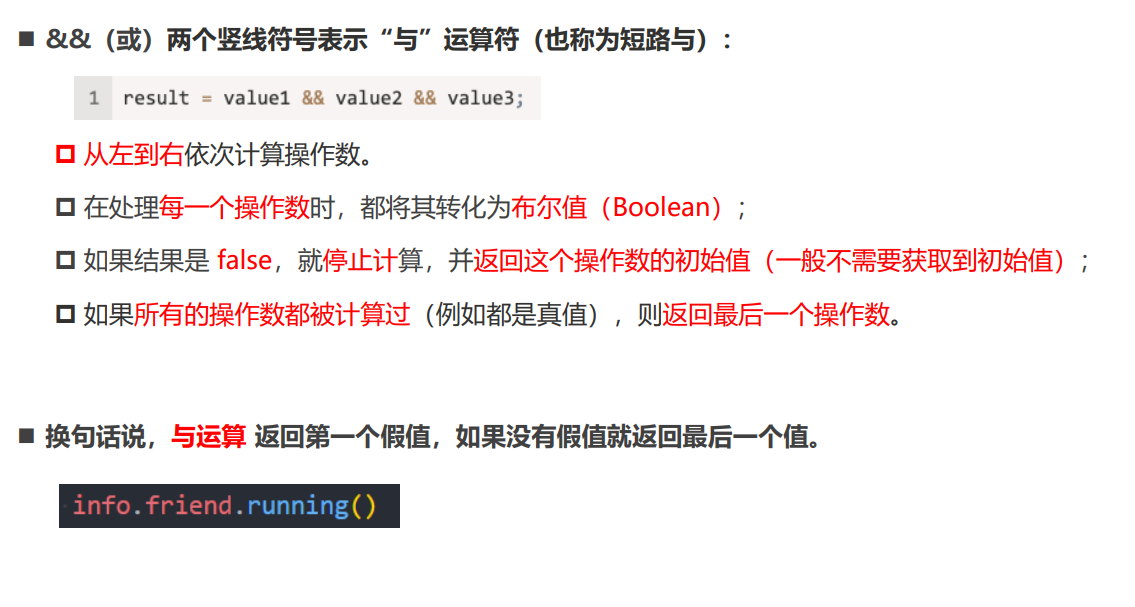 &&（或）两个竖线符号表示“与”运算符（也称为短路与）：
1 result = value1 && value2 && value3;
从左到右依次计算操作数。
在处理每一个操作数时，都将其转化为布尔值（Boolean）；
如果结果是 false，就停止计算，并返回这个操作数的初始值（一般不需要获取到初始值）；
如果所有的操作数都被计算过（例如都是真值），则返回最后一个操作数。
换句话说，与运算 返回第一个假值，如果没有假值就返回最后一个值。
info.friend.running()